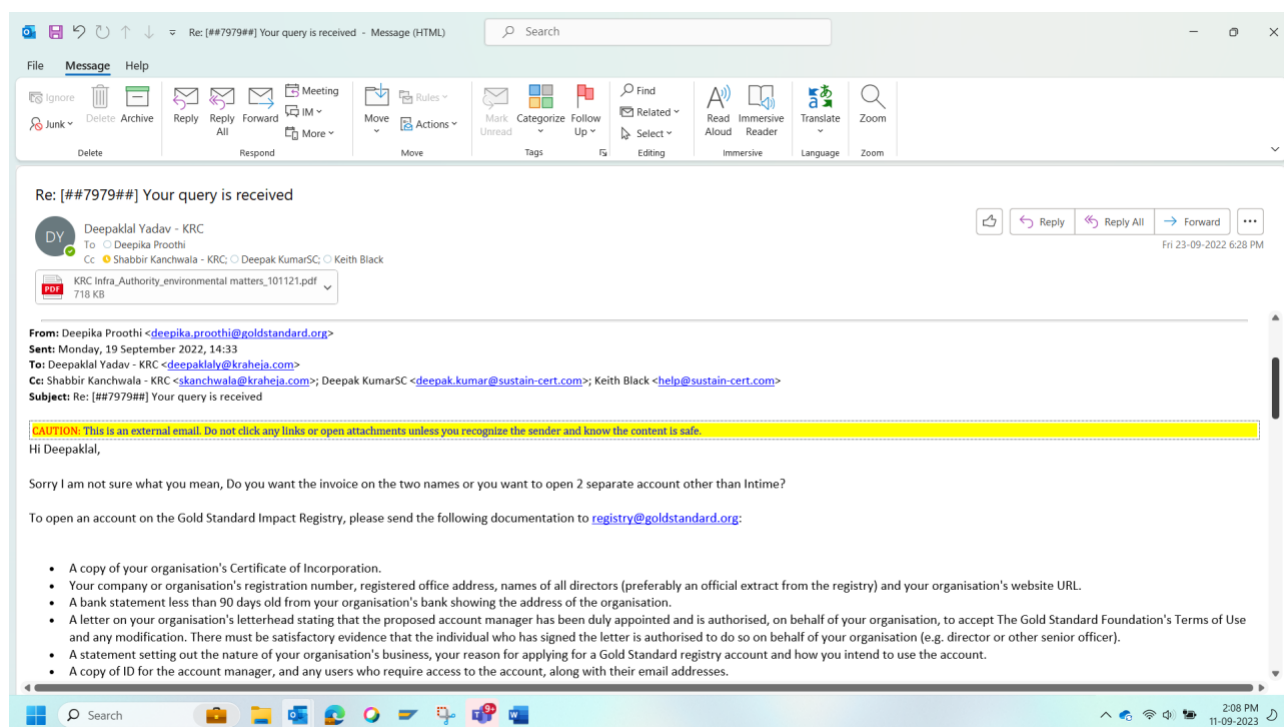 Re: [##7979##] Your query is received - Message (HTML)
Search
File Message Help
Ignore
Junk
Delete
Archive
Reply
Reply All
Forward
Meeting
IM
More
Move
Rules
Actions
Mark Unread
Categorize
Follow Up
Find
Related
Select
Read Aloud
Immersive Reader
Translate
Zoom
Delete
Respond
Move
Tags
Editing
Immersive
Language
Zoom
Re: [##7979##] Your query is received
DY
Deepaklal Yadav - KRC
To Deepika Proothi
Cc Shabbir Kanchwala - KRC; Deepak KumarSC; Keith Black
Reply
Reply All
Forward
Fri 23-09-2022 6:28 PM
PDF
KRC Infra_Authority_environmental matters_101121.pdf
718 KB
From: Deepika Proothi <deepika.proothi@goldstandard.org>
Sent: Monday, 19 September 2022, 14:33
To: Deepaklal Yadav - KRC <deepaklaly@kraheja.com>
Cc: Shabbir Kanchwala - KRC <skanchwala@kraheja.com>; Deepak KumarSC <deepak.kumar@sustain-cert.com>; Keith Black <help@sustain-cert.com>
Subject: Re: [##7979##] Your query is received
CAUTION: This is an external email. Do not click any links or open attachments unless you recognize the sender and know the content is safe.
Hi Deepaklal,
Sorry I am not sure what you mean, Do you want the invoice on the two names or you want to open 2 separate account other than Intime?
To open an account on the Gold Standard Impact Registry, please send the following documentation to registry@goldstandard.org:
• A copy of your organisation's Certificate of Incorporation.
• Your company or organisation's registration number, registered office address, names of all directors (preferably an official extract from the registry) and your organisation's website URL.
• A bank statement less than 90 days old from your organisation's bank showing the address of the organisation.
• A letter on your organisation's letterhead stating that the proposed account manager has been duly appointed and is authorised, on behalf of your organisation, to accept The Gold Standard Foundation's Terms of Use
and any modification. There must be satisfactory evidence that the individual who has signed the letter is authorised to do so on behalf of your organisation (e.g. director or other senior officer).
• A statement setting out the nature of your organisation's business, your reason for applying for a Gold Standard registry account and how you intend to use the account.
• A copy of ID for the account manager, and any users who require access to the account, along with their email addresses.
Search
9+
2:08 PM
11-09-2023